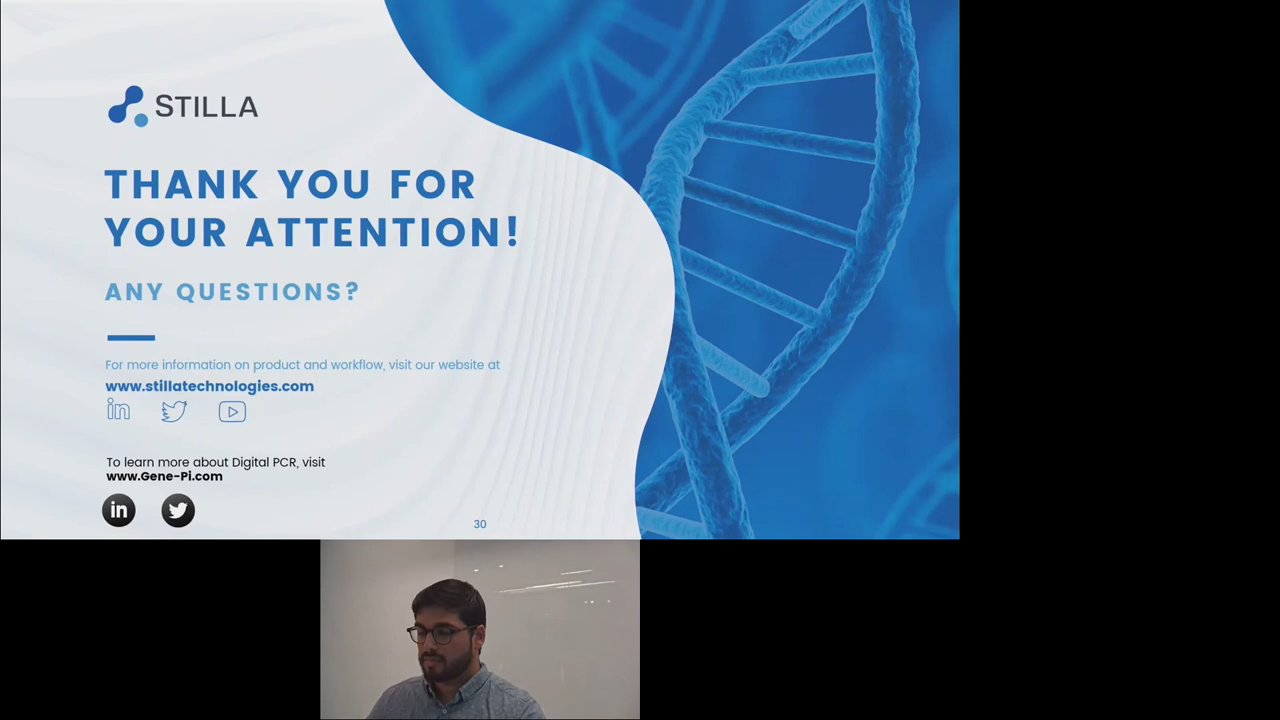 STILLA
THANK YOU FOR
YOUR ATTENTION!
ANY QUESTIONS?
For more information on product and workflow, visit our website at
www.stillatechnologies.com
in
To learn more about Digital PCR, visit
www.Gene-Pi.com
in
30